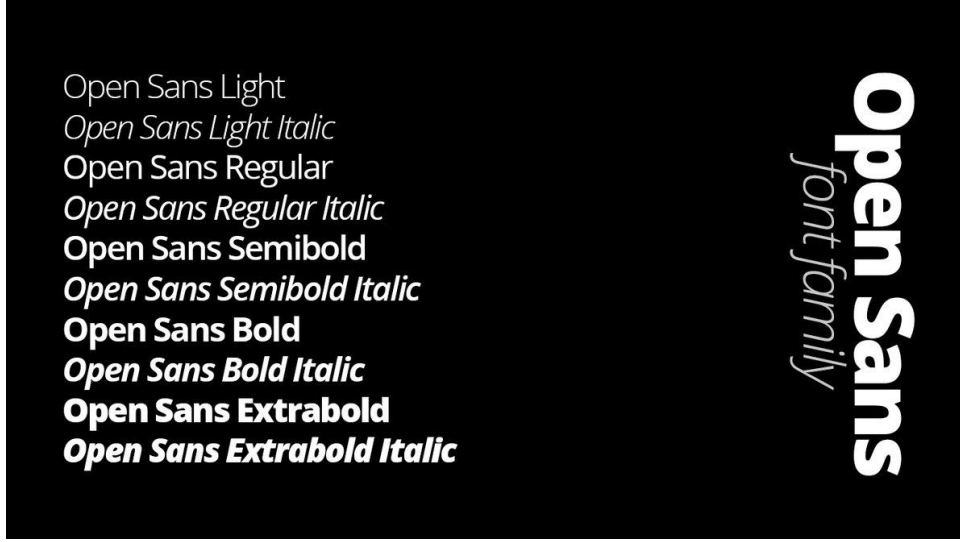 Open Sans Light
Open Sans Light Italic
Open Sans Regular
Open Sans Regular Italic
Open Sans Semibold
Open Sans Semibold Italic
Open Sans Bold
Open Sans Bold Italic
Open Sans Extrabold
Open Sans Extrabold Italic
Open Sans
font family